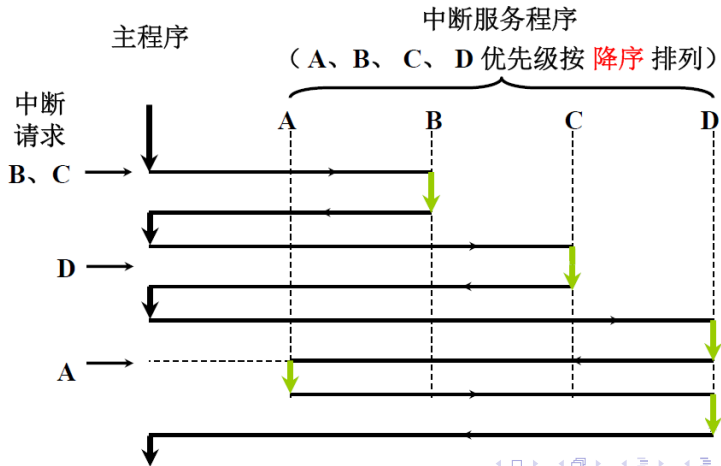 中断服务程序
主程序
（ A、B、 C、 D 优先级按 降序 排列）
中断
请求
A B C D
B、C
D
A